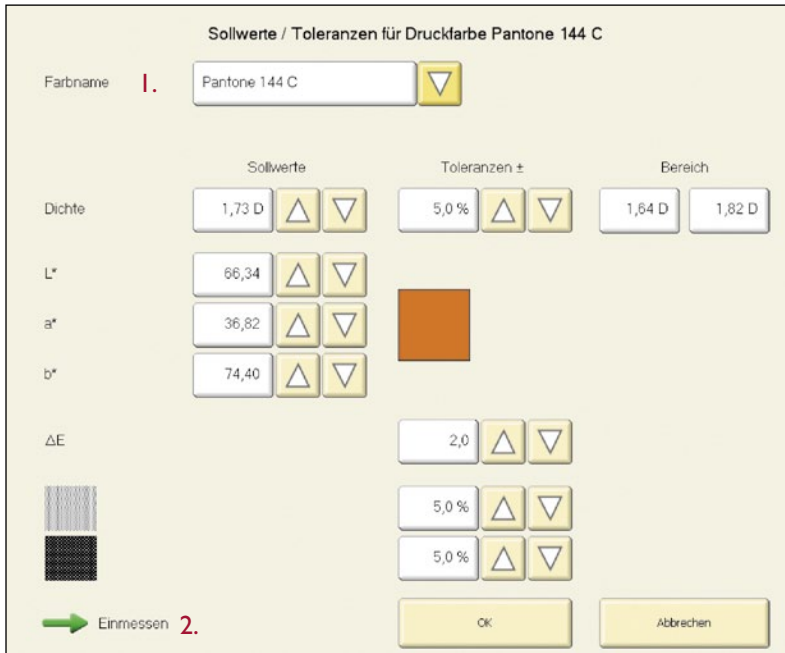 Sollwerte / Toleranzen für Druckfarbe Pantone 144 C
Farbname 1. Pantone 144 C
Sollwerte Toleranzen ± Bereich
Dichte 1,73 D 5,0 % 1,64 D 1,82 D
L* 66,34
a* 36,82
b* 74,40
ΔE 2,0
5,0 %
5,0 %
Einmessen 2. OK Abbrechen